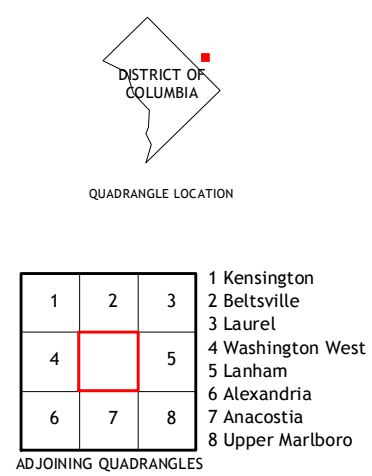 DISTRICT OF
COLUMBIA
QUADRANGLE LOCATION
1 2 3
4 5
6 7 8
1 Kensington
2 Beltsville
3 Laurel
4 Washington West
5 Lanham
6 Alexandria
7 Anacostia
8 Upper Marlboro
ADJOINING QUADRANGLES